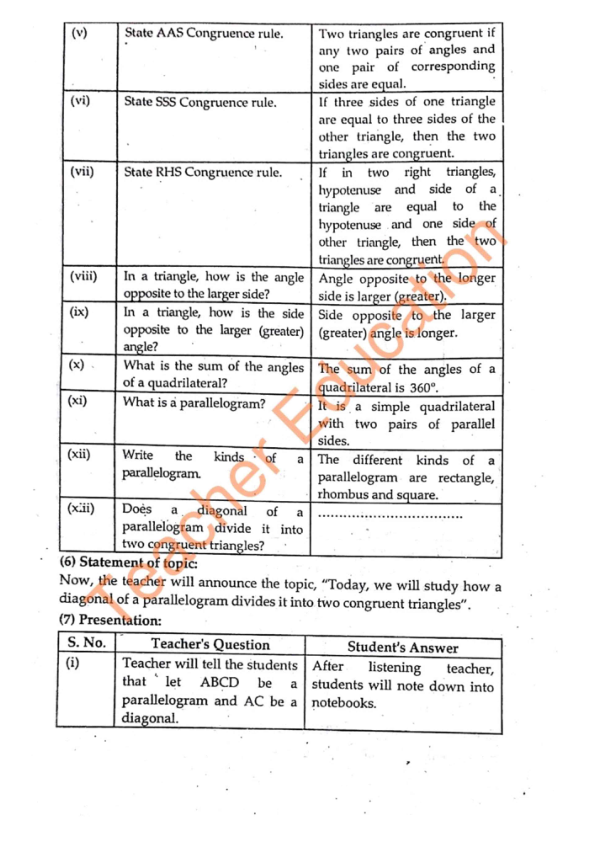 (v) State AAS Congruence rule. Two triangles are congruent if
any two pairs of angles and
one pair of corresponding
sides are equal.
(vi) State SSS Congruence rule. If three sides of one triangle
are equal to three sides of the
other triangle, then the two
triangles are congruent.
(vii) State RHS Congruence rule. If in two right triangles,
hypotenuse and side of a
triangle are equal to the
hypotenuse and one side of
other triangle, then the two
triangles are congruent.
(viii) In a triangle, how is the angle Angle opposite to the longer
opposite to the larger side? side is larger (greater).
(ix) In a triangle, how is the side Side opposite to the larger
opposite to the larger (greater) (greater) angle is longer.
angle?
(x) What is the sum of the angles The sum of the angles of a
of a quadrilateral? quadrilateral is 360°.
(xi) What is a parallelogram? It is a simple quadrilateral
with two pairs of parallel
sides.
(xii) Write the kinds of a The different kinds of a
parallelogram. parallelogram are rectangle,
rhombus and square.
(xiii) Does a diagonal of a ................................
parallelogram divide it into
two congruent triangles?
(6) Statement of topic:
Now, the teacher will announce the topic, "Today, we will study how a
diagonal of a parallelogram divides it into two congruent triangles".
(7) Presentation:
S. No. Teacher's Question Student's Answer
(i) Teacher will tell the students After listening teacher,
that let ABCD be a students will note down into
parallelogram and AC be a notebooks.
diagonal.
Teacher Education